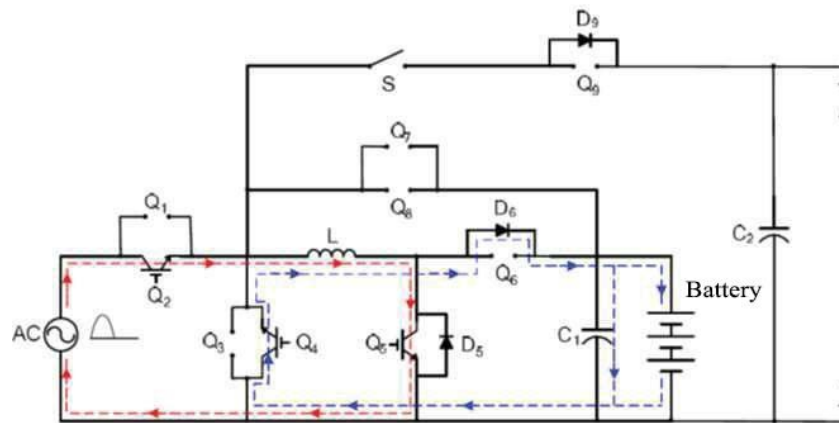 D₉
S
Q₉
Q₇
Q₈
Q₁
L
D₆
Q₂
Q₆
C₂
Battery
AC
Q₃
Q₄
Q₅
D₅
C₁